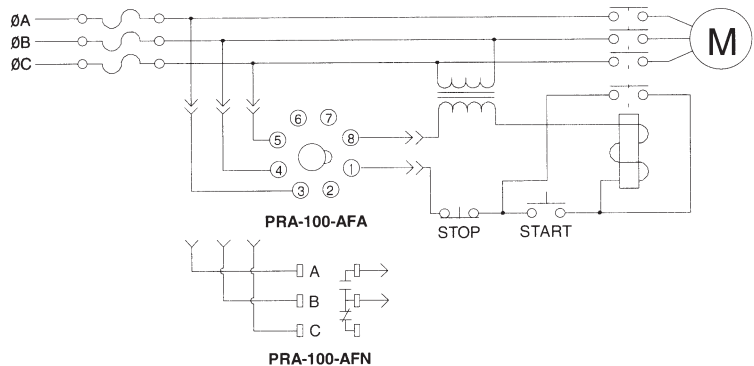 ØA
ØB
ØC
M
6 7
5 8
4 1
3 2
PRA-100-AFA
STOP START
A
B
C
PRA-100-AFN